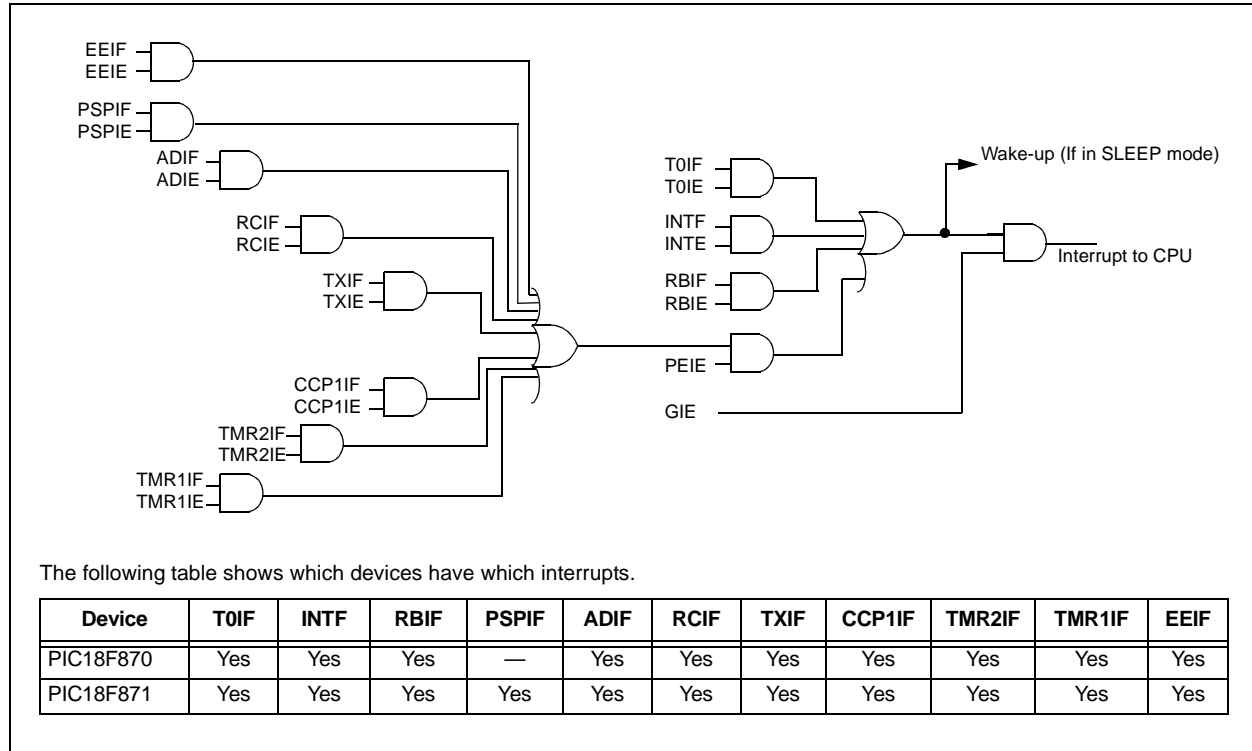 EEIF
EEIE
PSPIF
PSPIE
ADIF
ADIE
RCIF
RCIE
TXIF
TXIE
CCP1IF
CCP1IE
TMR2IF
TMR2IE
TMR1IF
TMR1IE
T0IF
T0IE
INTF
INTE
RBIF
RBIE
PEIE
GIE
Wake-up (If in SLEEP mode)
Interrupt to CPU
The following table shows which devices have which interrupts.
Device T0IF INTF RBIF PSPIF ADIF RCIF TXIF CCP1IF TMR2IF TMR1IF EEIF
PIC18F870 Yes Yes Yes — Yes Yes Yes Yes Yes Yes Yes
PIC18F871 Yes Yes Yes Yes Yes Yes Yes Yes Yes Yes Yes